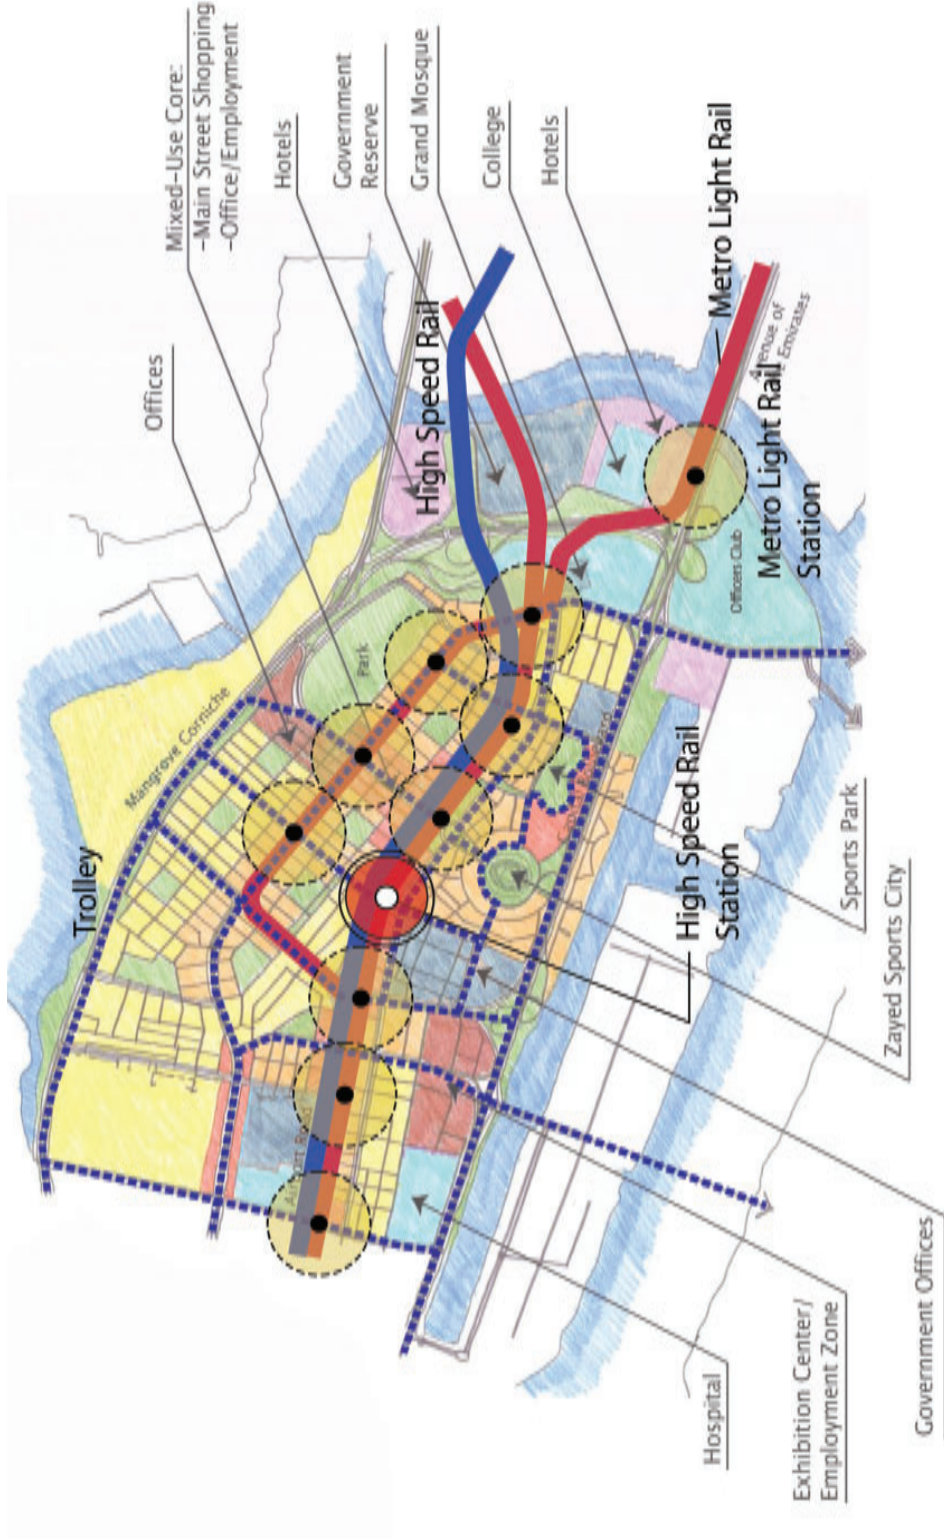 Mixed-Use Core:
-Main Street Shopping
-Office/Employment
Hotels
Government
Reserve
Grand Mosque
College
Hotels
Offices
Metro Light Rail
High Speed Rail
Avenue of
Emirates
Metro Light Rail
Station
Officers Club
Park
Mangrove Corniche
Trolley
High Speed Rail
Station
Sports Park
Zayed Sports City
Government Offices
Exhibition Center/
Employment Zone
Hospital